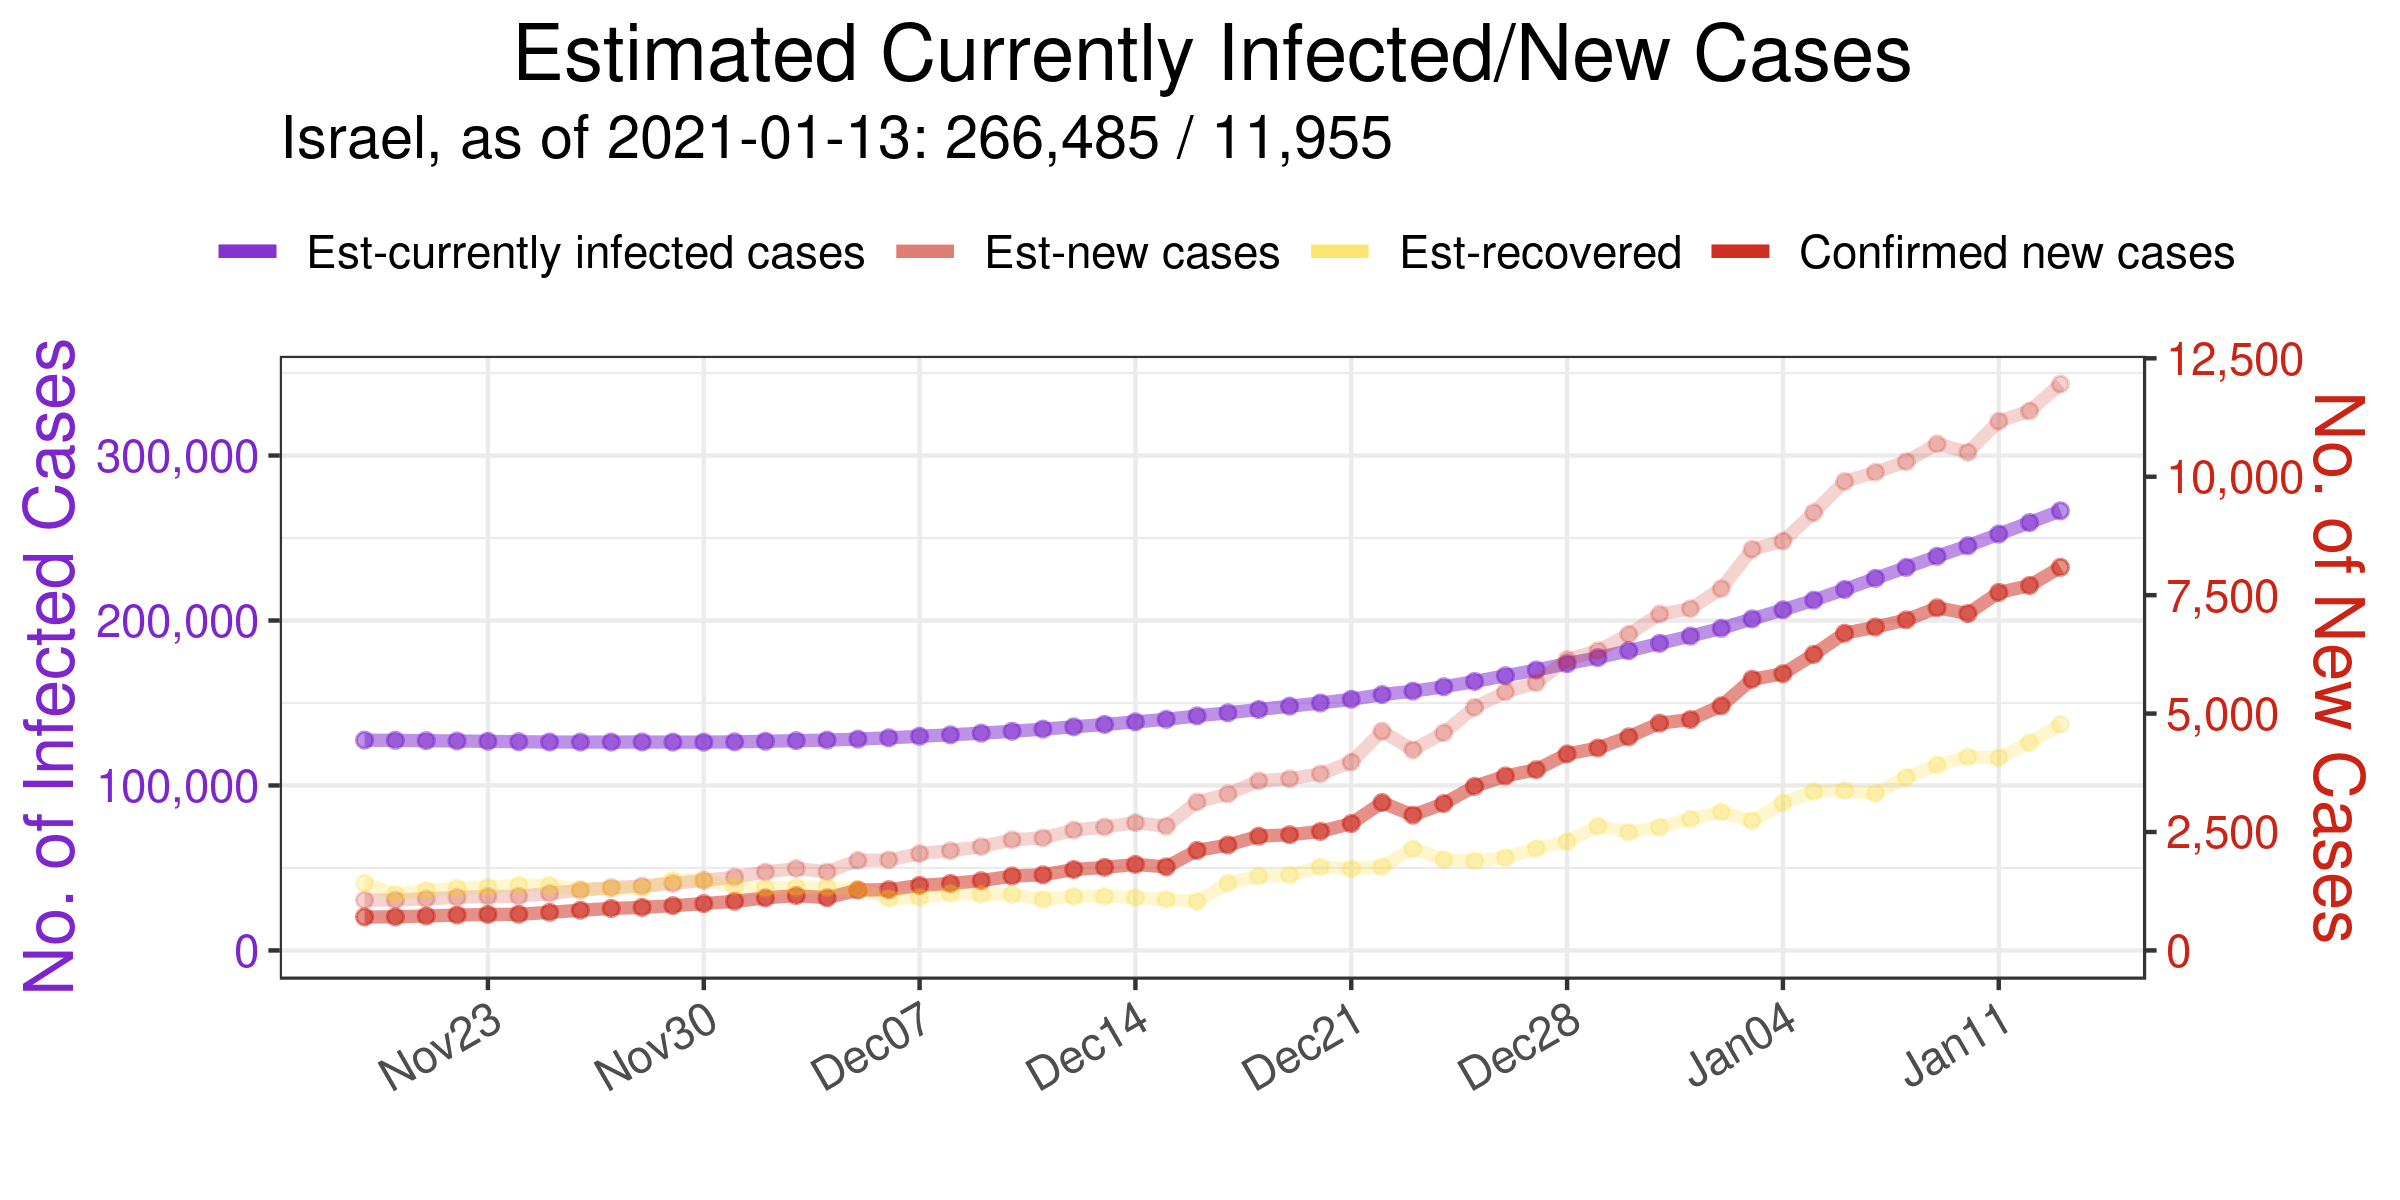 Estimated Currently Infected/New Cases
Israel, as of 2021-01-13: 266,485 / 11,955
Est-currently infected cases Est-new cases Est-recovered Confirmed new cases
No. of Infected Cases
300,000
200,000
100,000
0
12,500
10,000
7,500
5,000
2,500
0
No. of New Cases
Nov23 Nov30 Dec07 Dec14 Dec21 Dec28 Jan04 Jan11